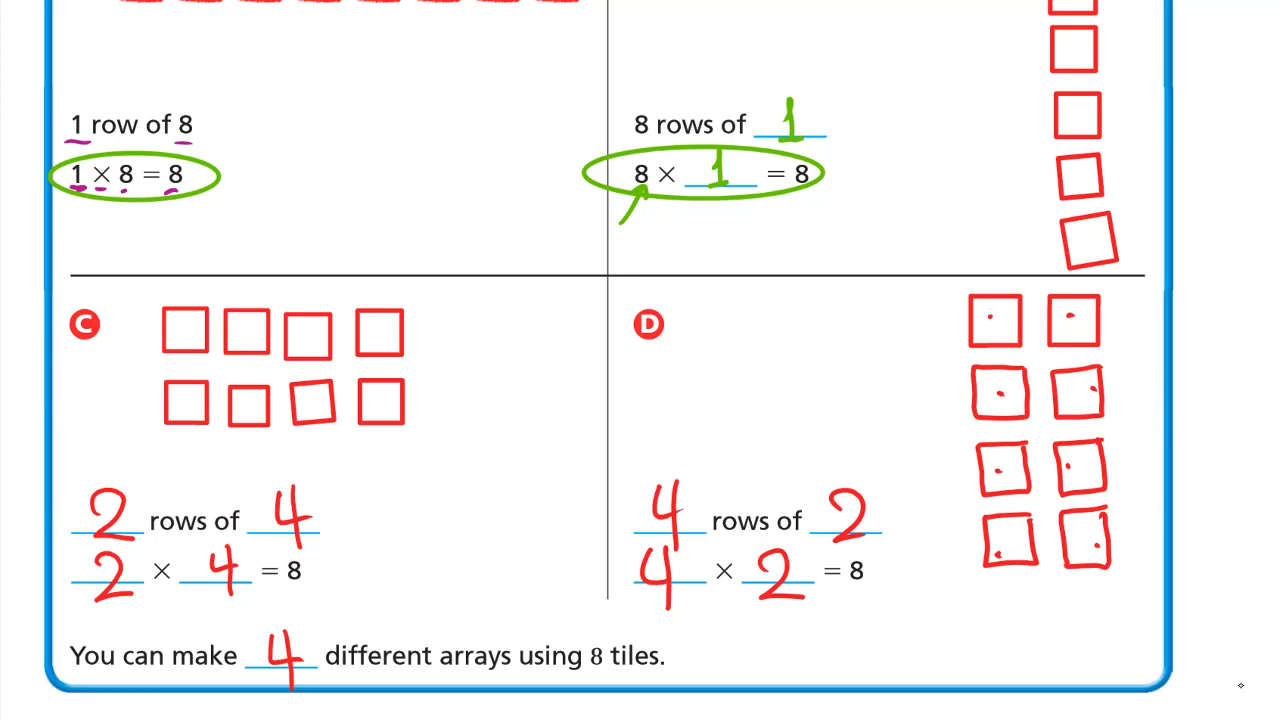 1 row of 8
1 × 8 = 8
8 rows of 1
8 × 1 = 8
C
2 rows of 4
2 × 4 = 8
D
4 rows of 2
4 × 2 = 8
You can make 4 different arrays using 8 tiles.